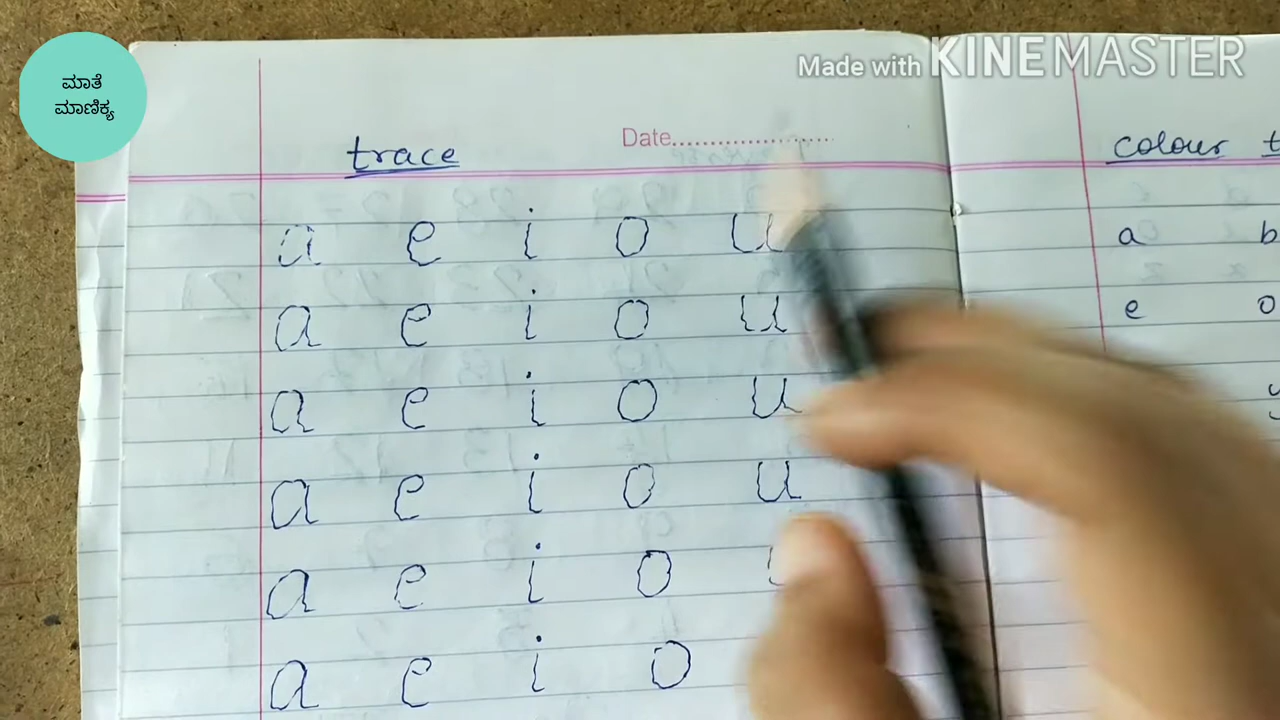 ಮಾತೆ
ಮಾಣಿಕ್ಯ
Made with KINEMASTER
Date
trace
a e i o u
a e i o u
a e i o u
a e i o u
a e i o
a e i o
colour t
a b
e o
y